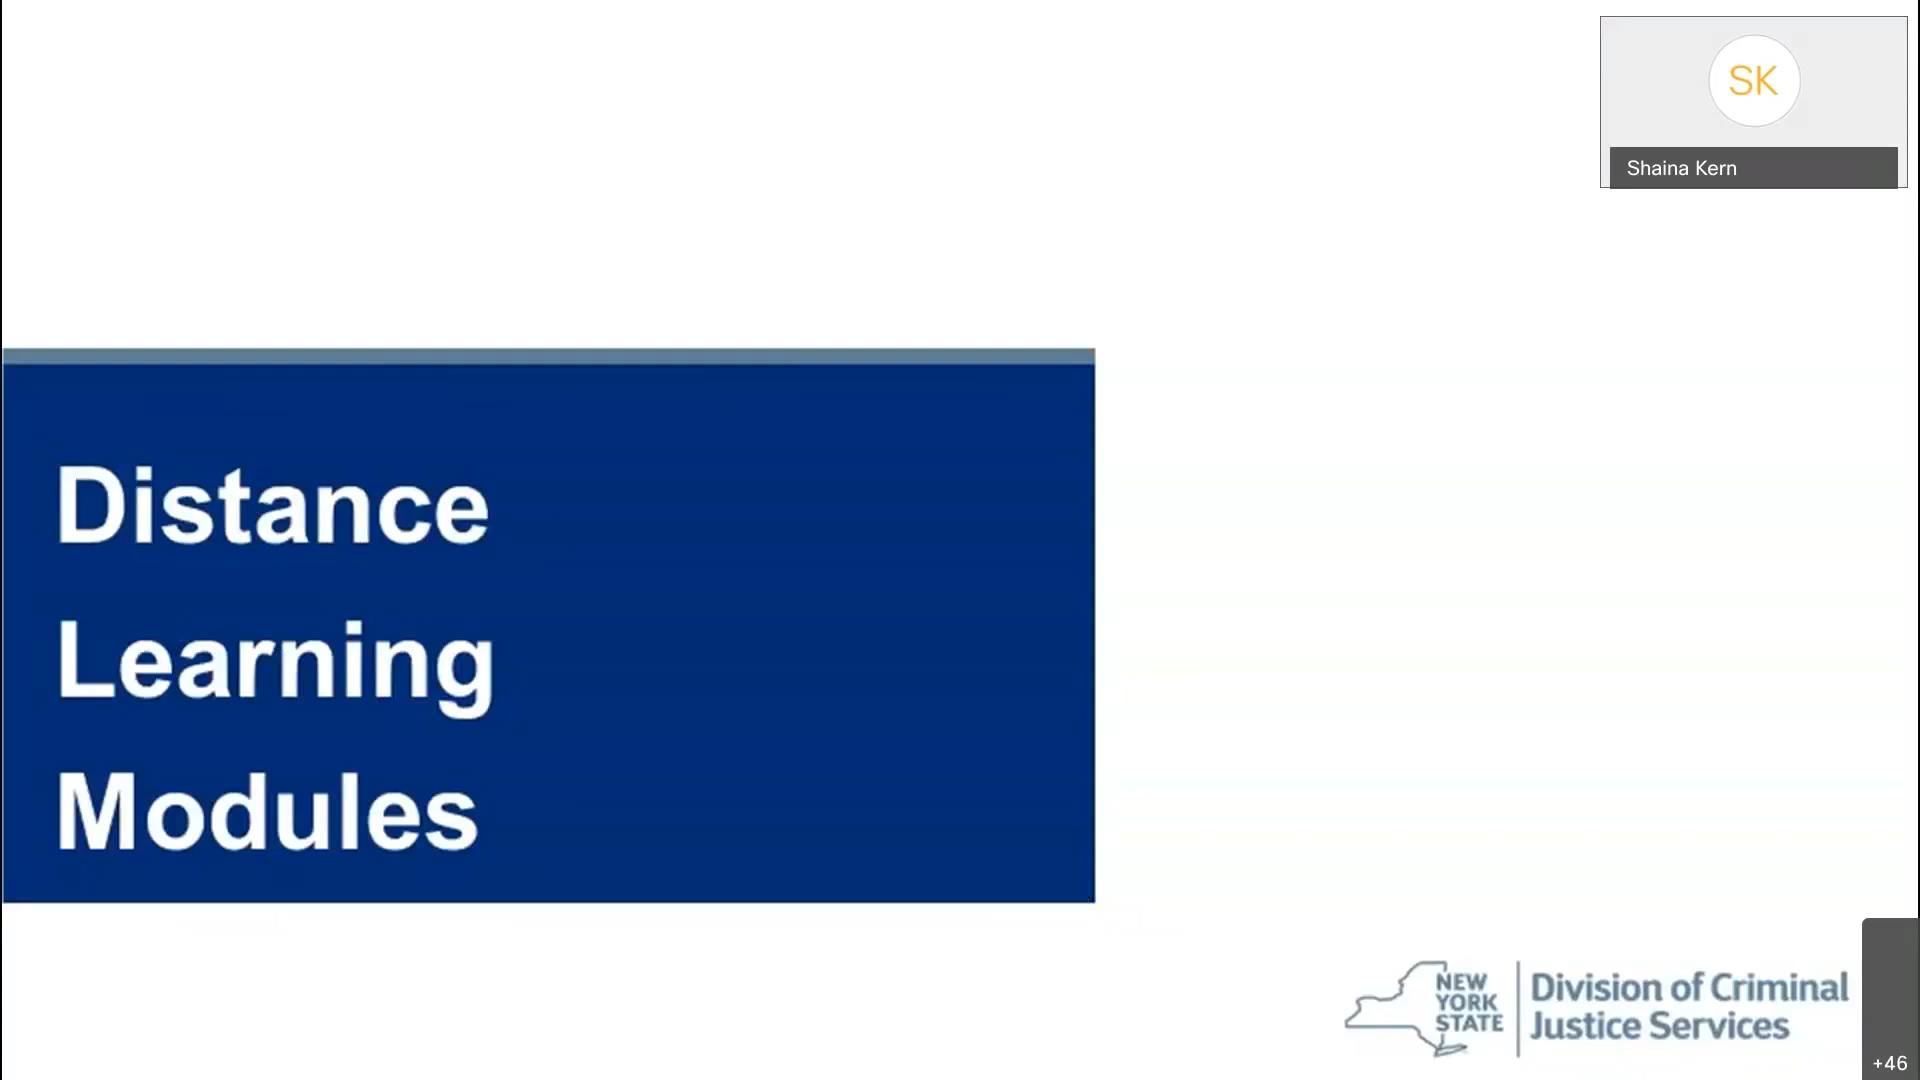 SK
Shaina Kern
Distance
Learning
Modules
NEW
YORK
STATE
Division of Criminal
Justice Services
+46